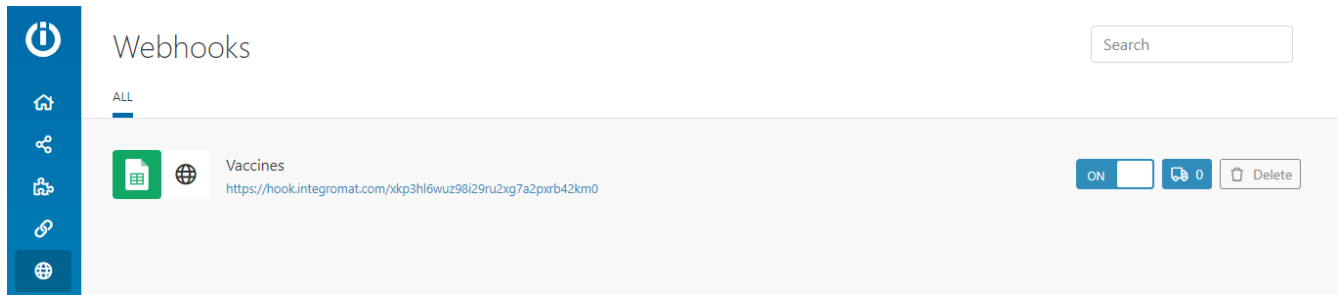 Webhooks
Search
ALL
Vaccines
https://hook.integromat.com/xkp3hl6wuz98i29ru2xg7a2pxrb42km0
ON
0
Delete